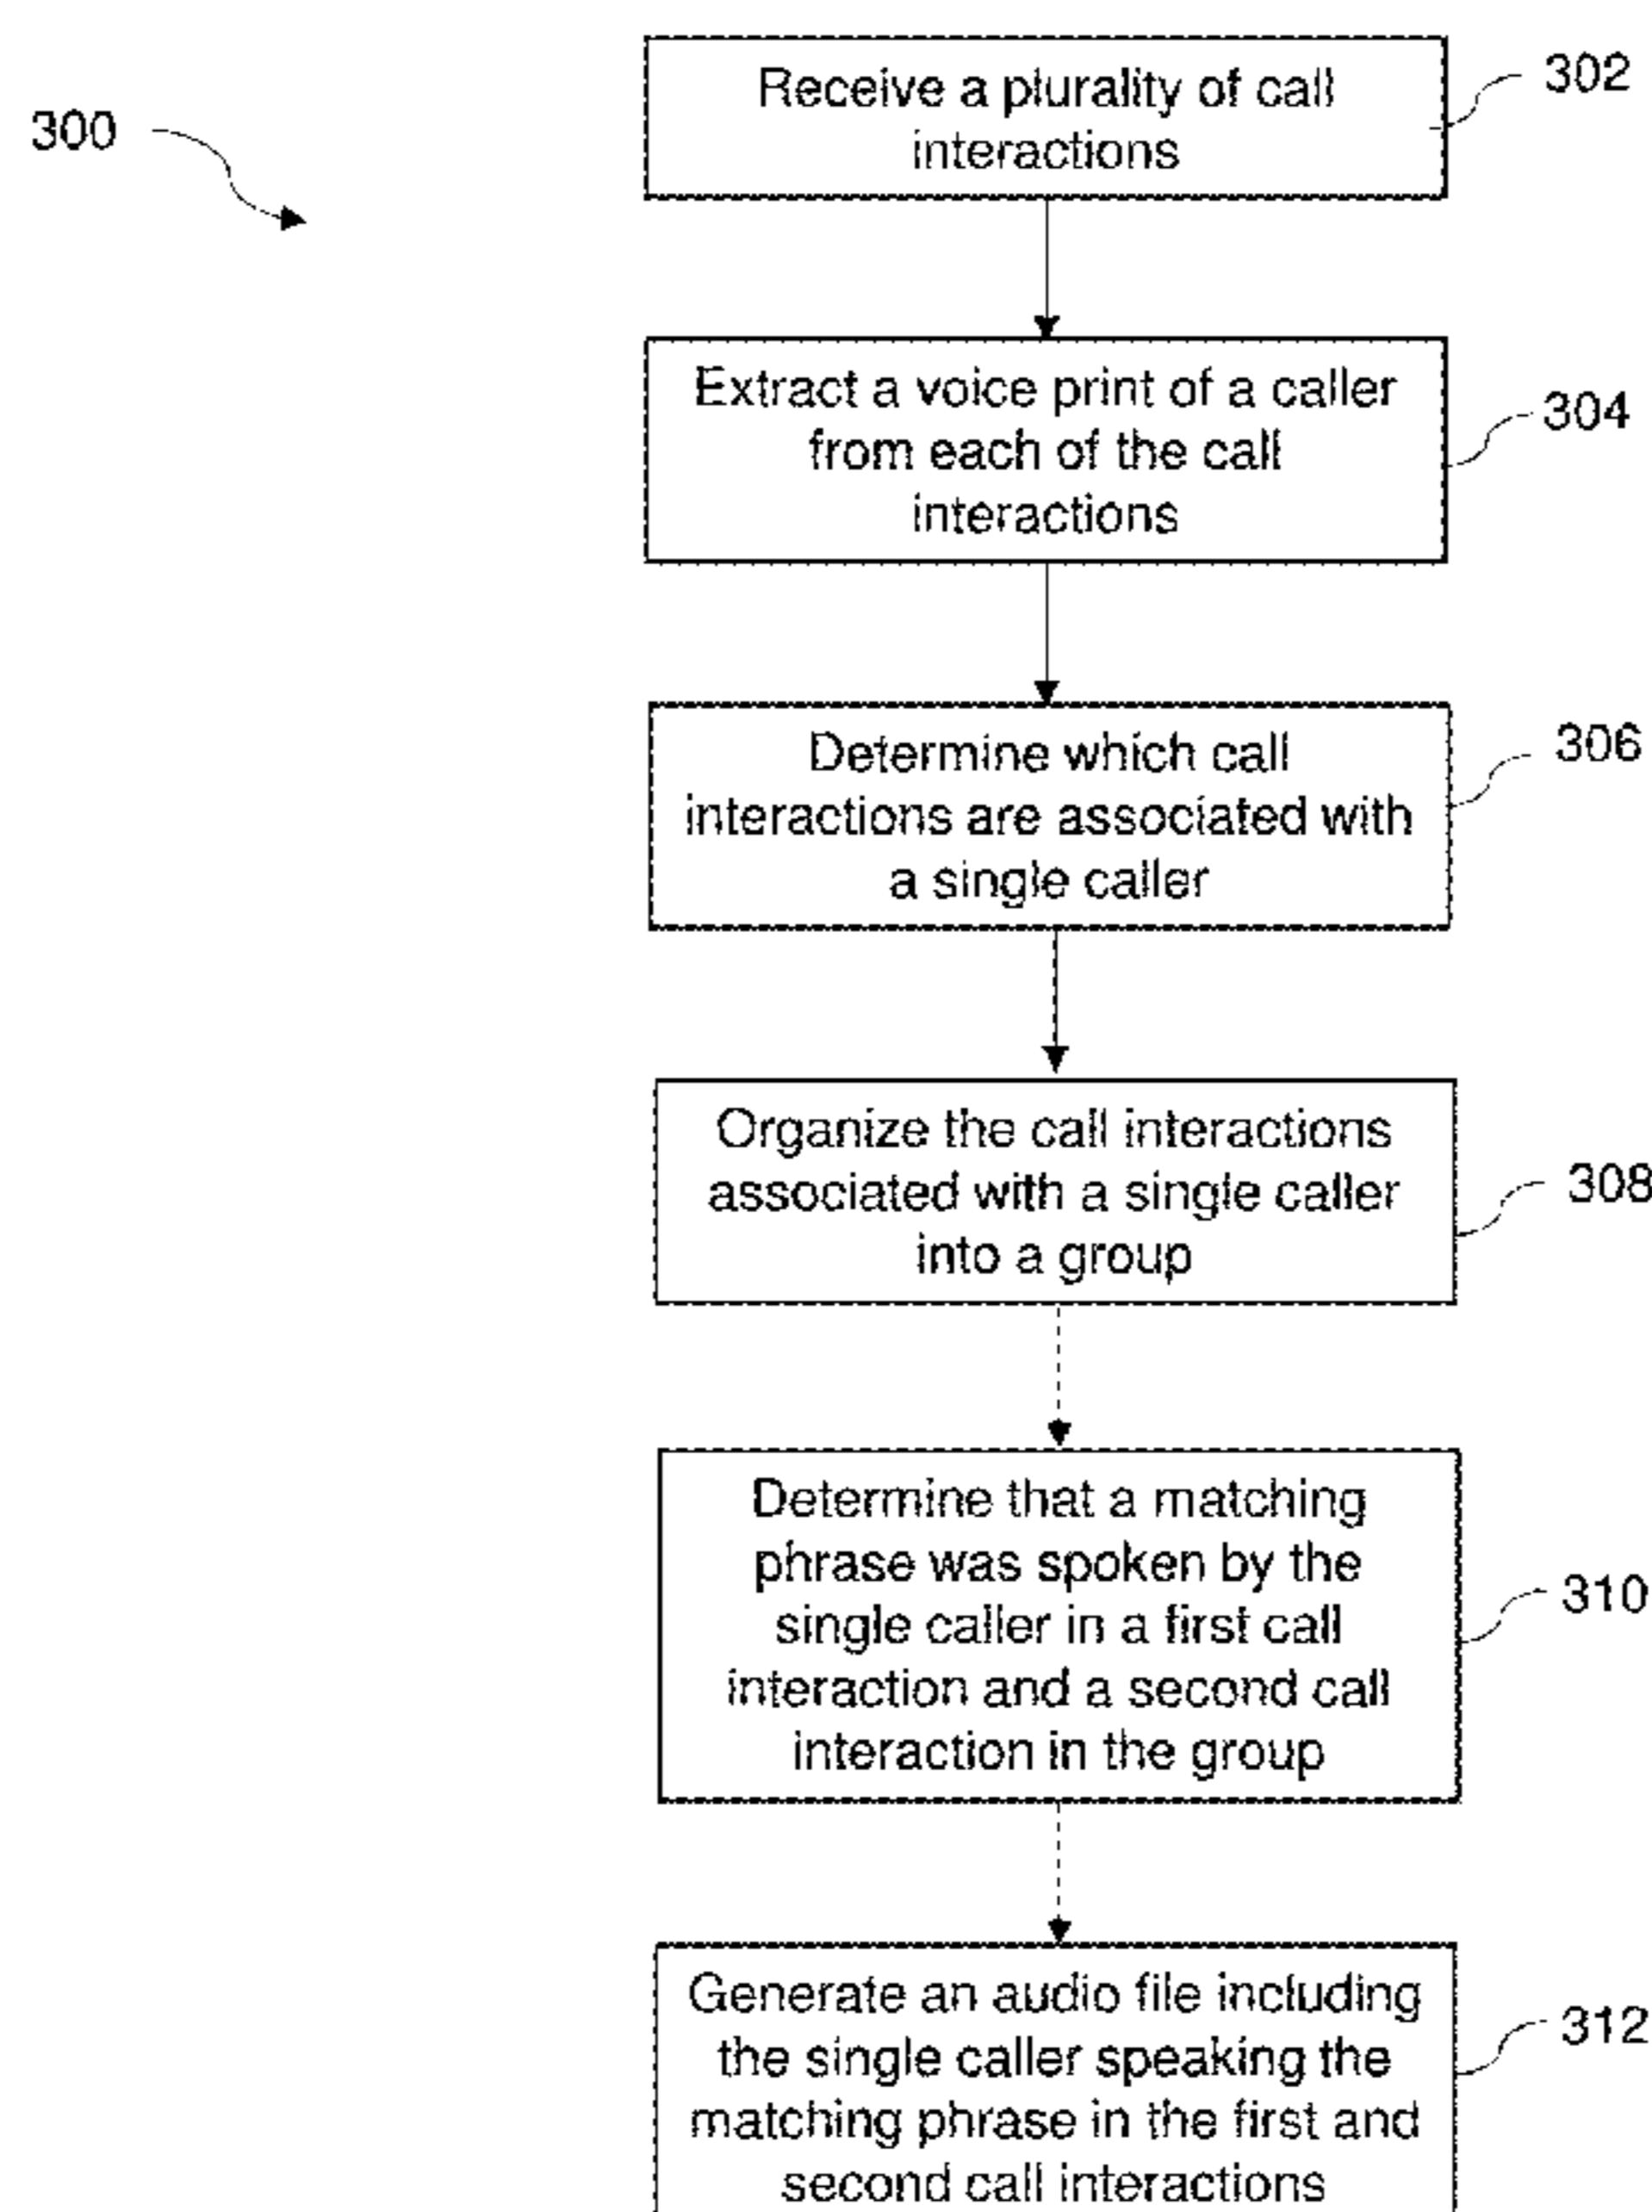 300
Receive a plurality of call
interactions
302
Extract a voice print of a caller
from each of the call
interactions
304
Determine which call
interactions are associated with
a single caller
306
Organize the call interactions
associated with a single caller
into a group
308
Determine that a matching
phrase was spoken by the
single caller in a first call
interaction and a second call
interaction in the group
310
Generate an audio file including
the single caller speaking the
matching phrase in the first and
second call interactions
312